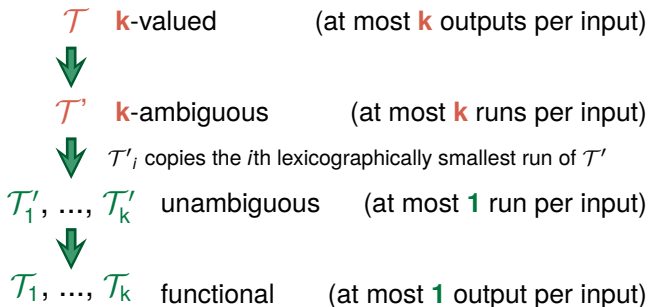 𝒯 k-valued (at most k outputs per input)
𝒯’ k-ambiguous (at most k runs per input)
𝒯’ᵢ copies the ith lexicographically smallest run of 𝒯’
𝒯′₁, ..., 𝒯′ₖ unambiguous (at most 1 run per input)
𝒯₁, ..., 𝒯ₖ functional (at most 1 output per input)